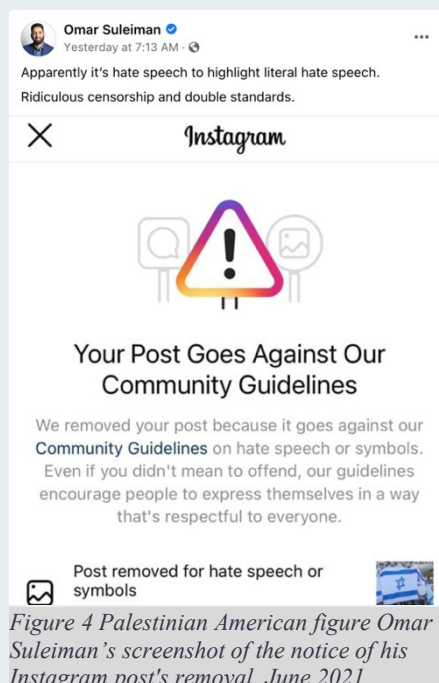 Omar Suleiman
Yesterday at 7:13 AM ·
Apparently it's hate speech to highlight literal hate speech.
Ridiculous censorship and double standards.
Instagram
Your Post Goes Against Our
Community Guidelines
We removed your post because it goes against our
Community Guidelines on hate speech or symbols.
Even if you didn't mean to offend, our guidelines
encourage people to express themselves in a way
that's respectful to everyone.
Post removed for hate speech or
symbols
Figure 4 Palestinian American figure Omar
Suleiman's screenshot of the notice of his
Instagram post's removal, June 2021